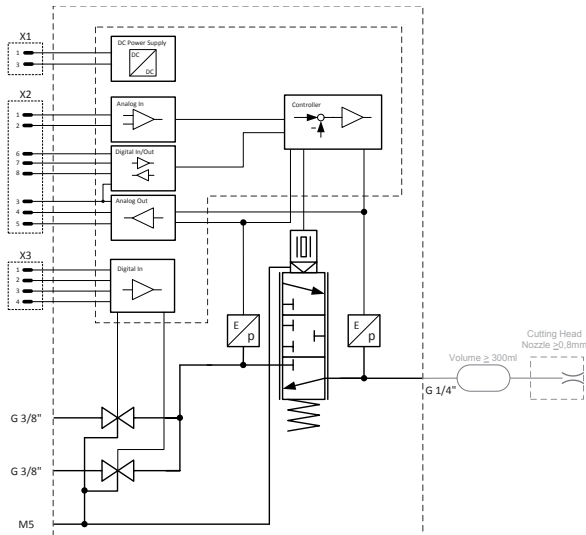 X1
1
3
DC Power Supply
DC
DC
X2
1
2
6
7
8
3
4
5
Analog In
Digital In/Out
Analog Out
Controller
X3
1
2
3
4
Digital In
E
p
E
p
Cutting Head
Nozzle ≥0,8mm
Volume ≥ 300ml
G 1/4"
G 3/8"
G 3/8"
M5